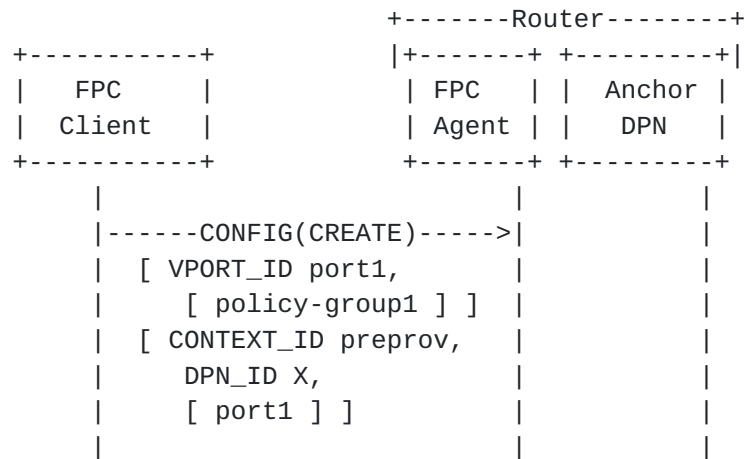 +-------Router--------+
+-----------+ |+-------+ +---------+|
| FPC | | FPC | | Anchor |
| Client | | Agent | | DPN |
+-----------+ +-------+ +---------+
| | |
|------CONFIG(CREATE)----->| |
| [ VPORT_ID port1, | |
| [ policy-group1 ] ] | |
| [ CONTEXT_ID preprov, | |
| DPN_ID X, | |
| [ port1 ] ] | |
| | |